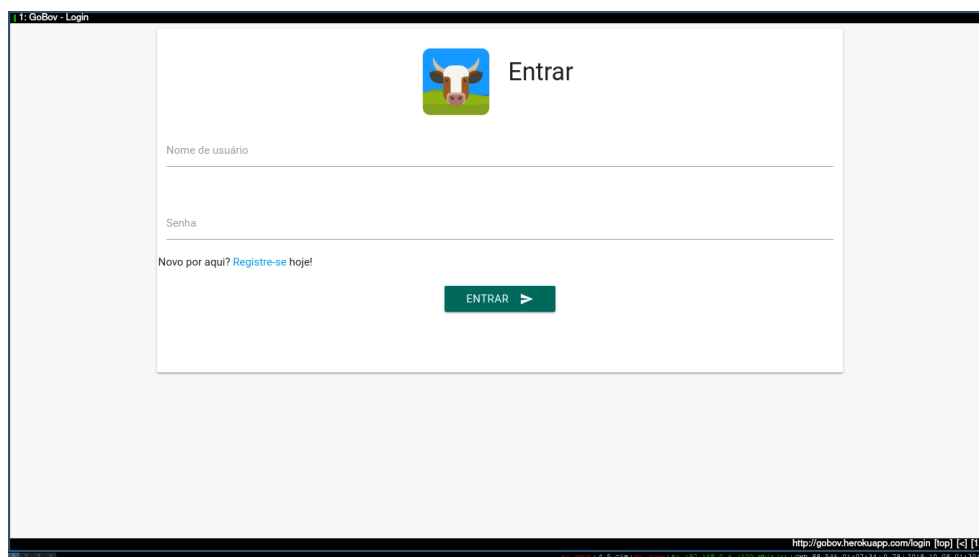 1: GoBov - Login
Entrar
Nome de usuário
Senha
Novo por aqui? Registre-se hoje!
ENTRAR
http://gobov.herokuapp.com/login [top] [<]